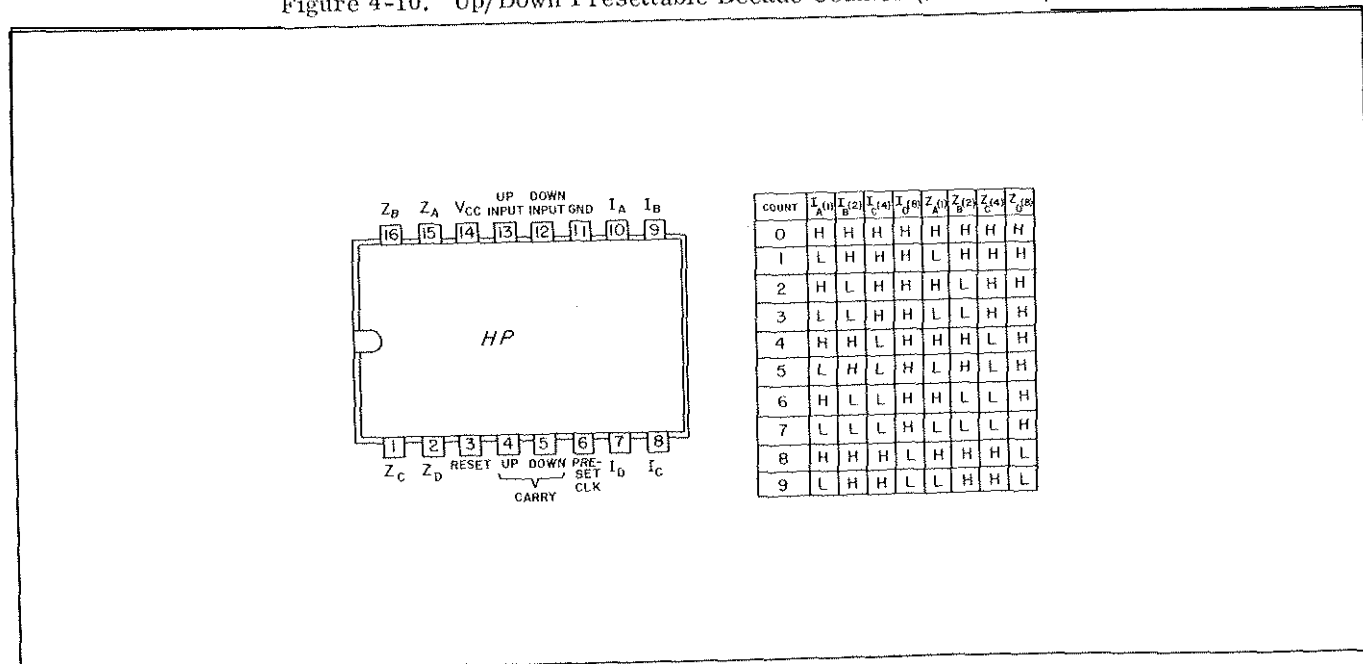 Figure 4-10. Up/Down Presettable Decade Counter
UP DOWN
Z_B Z_A V_CC INPUT INPUT GND I_A I_B
16 15 14 13 12 11 10 9
HP
1 2 3 4 5 6 7 8
Z_C Z_D RESET UP DOWN PRE- I_D I_C
SET
CARRY CLK
COUNT I_A(1) I_B(2) I_C(4) I_D(8) Z_A(1) Z_B(2) Z_C(4) Z_D(8)
0 H H H H H H H H
1 L H H H L H H H
2 H L H H H L H H
3 L L H H L L H H
4 H H L H H H L H
5 L H L H L H L H
6 H L L H H L L H
7 L L L H L L L H
8 H H H L H H H L
9 L H H L L H H L